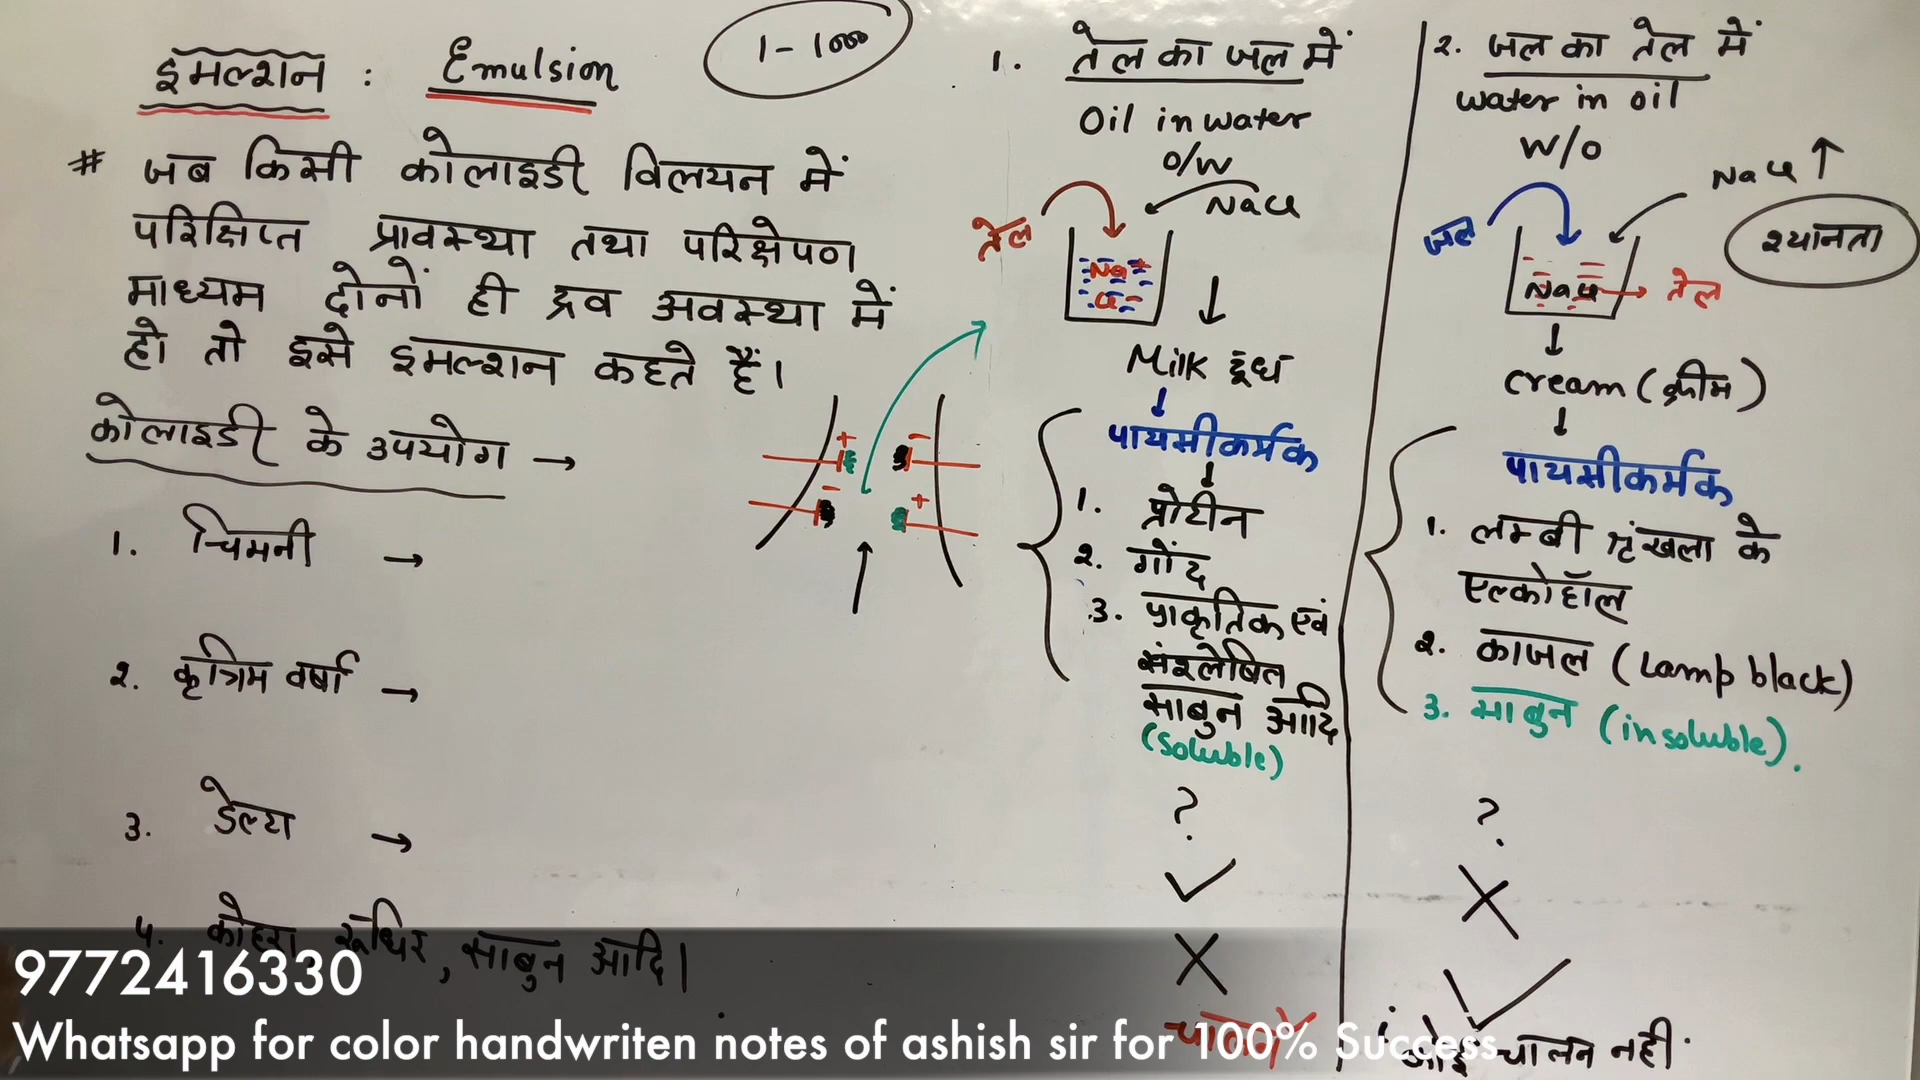 इमल्शन : Emulsion
1 - 1000
# जब किसी कोलाइडी विलयन में
परिक्षिप्त प्रावस्था तथा परिक्षेपण
माध्यम दोनों ही द्रव अवस्था में
हो तो इसे इमल्शन कहते हैं।
कोलाइडी के उपयोग →
1. चिमनी →
2. कृत्रिम वर्षा →
3. डेल्टा →
4. कोहरा रूधिर, साबुन आदि।
+ -
- +
1. तेल का जल में
Oil in water
O/W
NaCl
तेल
Na+
Cl-
Milk दूध
पायसीकर्मक
1. प्रोटीन
2. गोंद
3. प्राकृतिक एवं
संश्लेषित
साबुन आदि
(Soluble)
?
✓
X
चालन
2. जल का तेल में
Water in oil
W/O
NaCl ↑
श्यानता
जल
NaCl
तेल
cream (क्रीम)
पायसीकर्मक
1. लम्बी श्रृंखला के
एल्कोहॉल
2. काजल (Lamp black)
3. साबुन (insoluble).
?
X
✓
कोई चालन नहीं
9772416330
Whatsapp for color handwriten notes of ashish sir for 100% Success